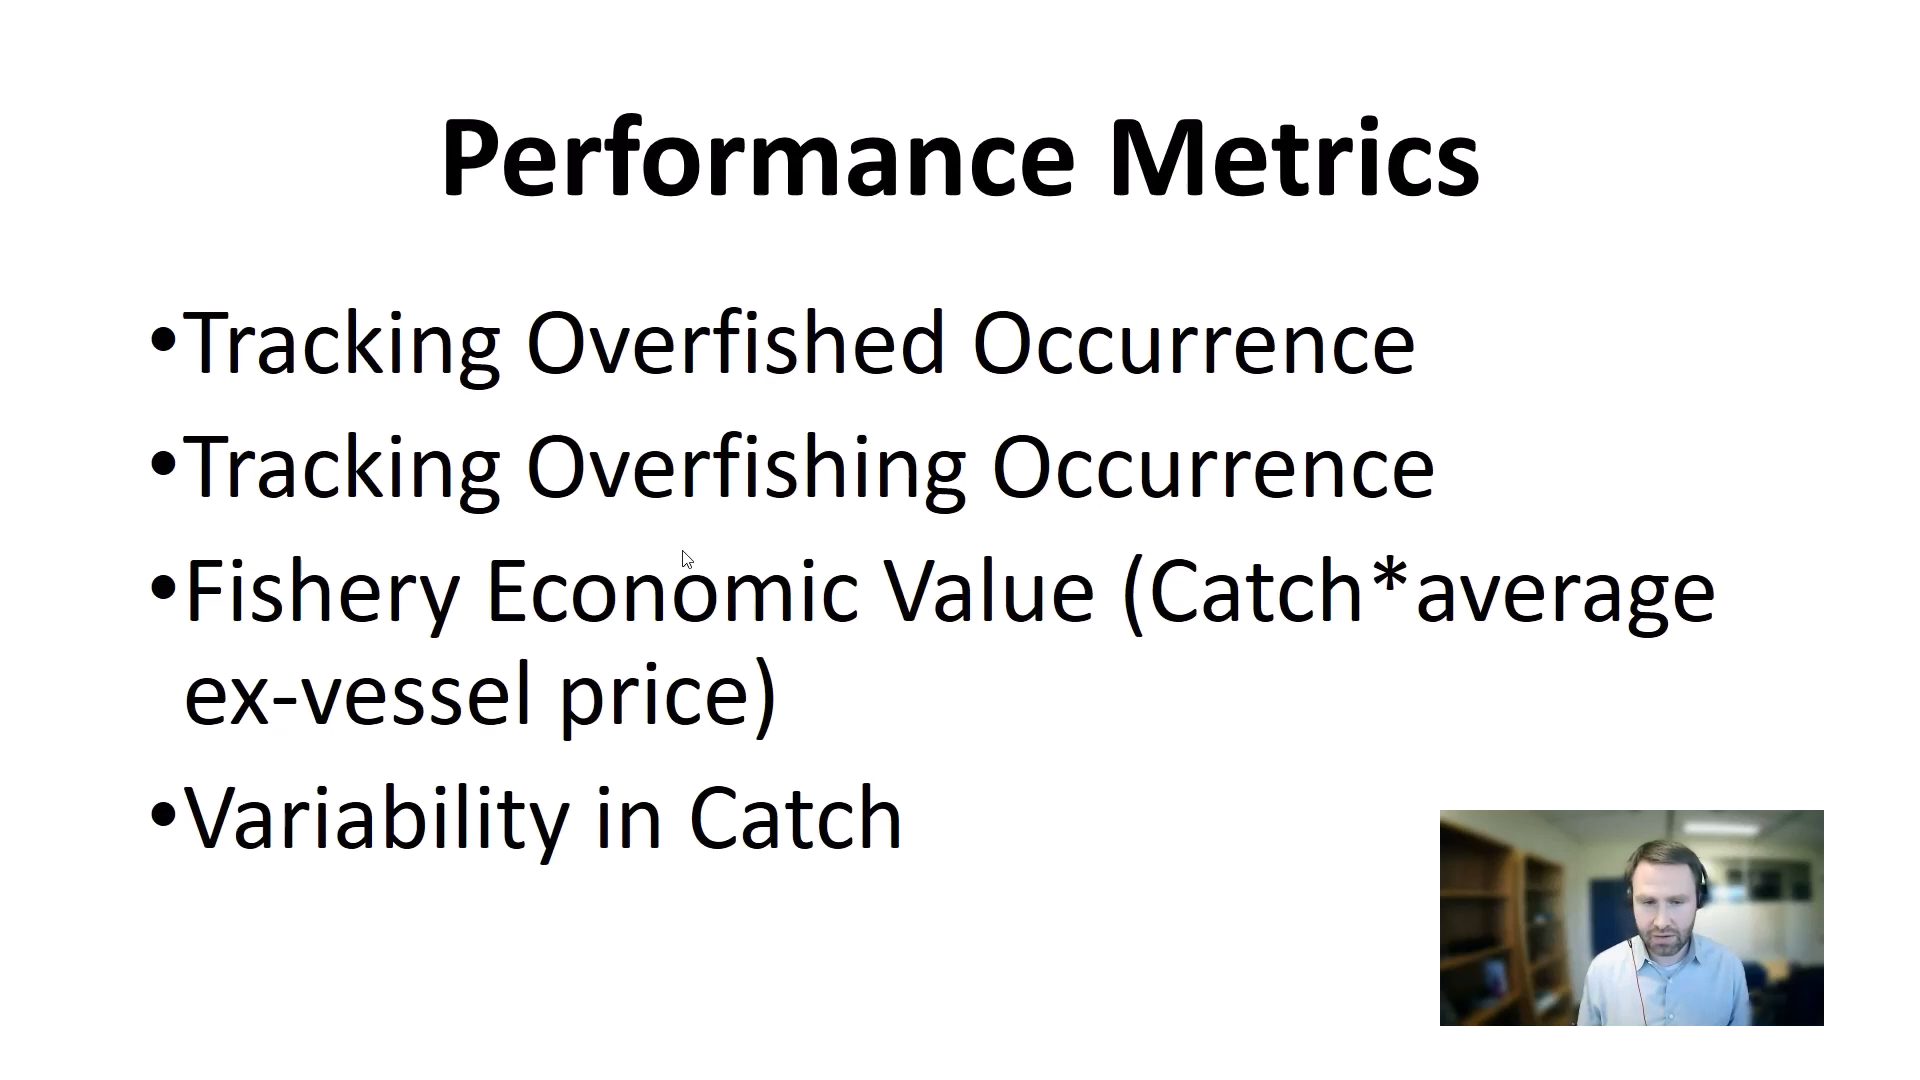 Performance Metrics
•Tracking Overfished Occurrence
•Tracking Overfishing Occurrence
•Fishery Economic Value (Catch*average
ex-vessel price)
•Variability in Catch